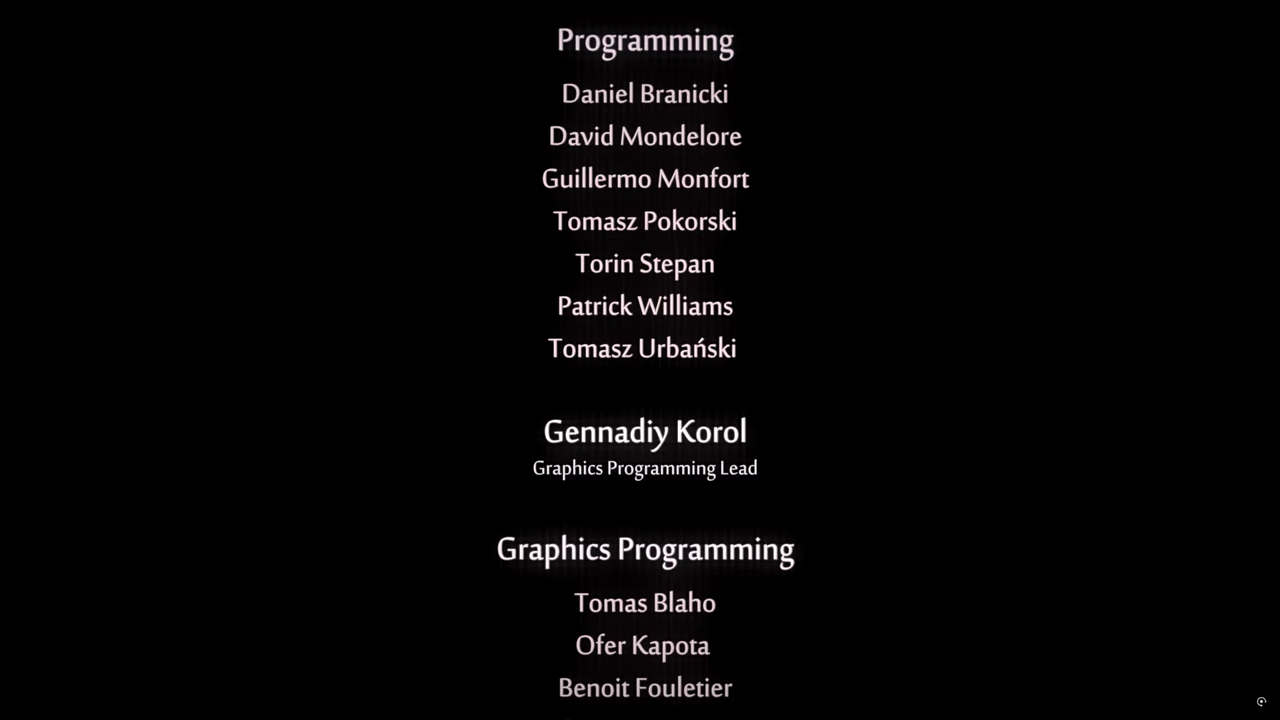 Programming
Daniel Branicki
David Mondelore
Guillermo Monfort
Tomasz Pokorski
Torin Stepan
Patrick Williams
Tomasz Urbański
Gennadiy Korol
Graphics Programming Lead
Graphics Programming
Tomas Blaho
Ofer Kapota
Benoit Fouletier